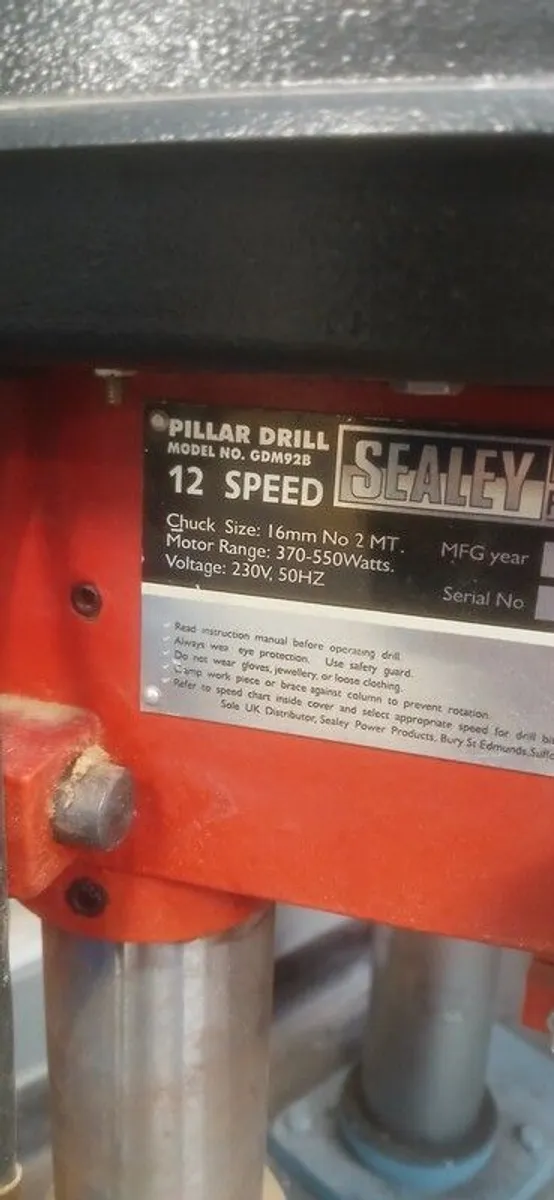 PILLAR DRILL
MODEL NO. GDM92B
12 SPEED
SEALEY
Chuck Size: 16mm No 2 MT.
Motor Range: 370-550Watts.
Voltage: 230V, 50HZ
MFG year
Serial No
Read instruction manual before operating drill.
Always wea eye protection. Use safety guard.
Do not wear gloves, jewellery, or loose clothing.
Clamp work piece or brace against column to prevent rotation.
Refer to speed chart inside cover and select appropriate speed for drill bi
Sole UK Distributor, Sealey Power Products, Bury St Edmunds, Suffo